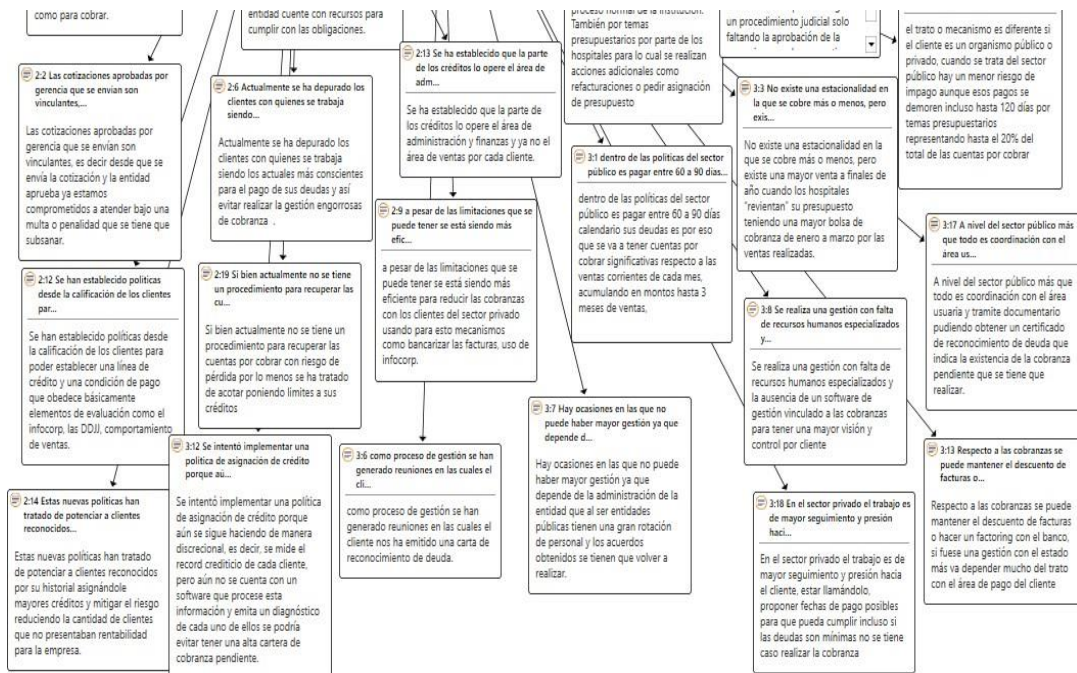 como para cobrar.
entidad cuente con recursos para
cumplir con las obligaciones.
2:2 Las cotizaciones aprobadas por
gerencia que se envían son
vinculantes,...
Las cotizaciones aprobadas por
gerencia que se envían son
vinculantes, es decir desde que se
envía la cotización y la entidad
aprueba ya estamos
comprometidos a atender bajo una
multa o penalidad que se tiene que
subsanar.
2:12 Se han establecido políticas
desde la calificación de los clientes
par...
Se han establecido políticas desde
la calificación de los clientes para
poder establecer una línea de
crédito y una condición de pago
que obedece básicamente
elementos de evaluación como el
infocorp, las DDJJ, comportamiento
de ventas.
2:14 Estas nuevas políticas han
tratado de potenciar a clientes
reconocidos...
Estas nuevas políticas han tratado
de potenciar a clientes reconocidos
por su historial asignándole
mayores créditos y mitigar el riesgo
reduciendo la cantidad de clientes
que no presentaban rentabilidad
para la empresa.
2:6 Actualmente se ha depurado los
clientes con quienes se trabaja
siendo...
Actualmente se ha depurado los
clientes con quienes se trabaja
siendo los actuales más conscientes
para el pago de sus deudas y así
evitar realizar la gestión engorrosas
de cobranza .
2:19 Si bien actualmente no se tiene
un procedimiento para recuperar las
cu...
Si bien actualmente no se tiene un
procedimiento para recuperar las
cuentas por cobrar con riesgo de
pérdida por lo menos se ha tratado
de acotar poniendo limites a sus
créditos
3:12 Se intentó implementar una
política de asignación de crédito
porque aú...
Se intentó implementar una política
de asignación de crédito porque
aún se sigue haciendo de manera
discrecional, es decir, se mide el
record crediticio de cada cliente,
pero aún no se cuenta con un
software que procese esta
información y emita un diagnóstico
de cada uno de ellos se podría
evitar tener una alta cartera de
cobranza pendiente.
2:13 Se ha establecido que la parte
de los créditos lo opere el área de
adm...
Se ha establecido que la parte de
los créditos lo opere el área de
administración y finanzas y ya no el
área de ventas por cada cliente.
2:9 a pesar de las limitaciones que se
puede tener se está siendo más
efic...
a pesar de las limitaciones que se
puede tener se está siendo más
eficiente para reducir las cobranzas
con los clientes del sector privado
usando para esto mecanismos
como bancarizar las facturas, uso de
infocorp.
3:6 como proceso de gestión se han
generado reuniones en las cuales el
cli...
como proceso de gestión se han
generado reuniones en las cuales el
cliente nos ha emitido una carta de
reconocimiento de deuda.
proceso normal de la institución.
También por temas
presupuestarios por parte de los
hospitales para lo cual se realizan
acciones adicionales como
refacturaciones o pedir asignación
de presupuesto
3:1 dentro de las politicas del sector
público es pagar entre 60 a 90 días...
dentro de las políticas del sector
público es pagar entre 60 a 90 días
calendario sus deudas es por eso
que se va a tener cuentas por
cobrar significativas respecto a las
ventas corrientes de cada mes,
acumulando en montos hasta 3
meses de ventas,
3:7 Hay ocasiones en las que no
puede haber mayor gestión ya que
depende d...
Hay ocasiones en las que no puede
haber mayor gestión ya que
depende de la administración de la
entidad que al ser entidades
públicas tienen una gran rotación
de personal y los acuerdos
obtenidos se tienen que volver a
realizar.
un procedimiento judicial solo
faltando la aprobación de la
3:3 No existe una estacionalidad en
la que se cobre más o menos, pero
exis...
No existe una estacionalidad en la
que se cobre más o menos, pero
existe una mayor venta a finales de
año cuando los hospitales
"revientan" su presupuesto
teniendo una mayor bolsa de
cobranza de enero a marzo por las
ventas realizadas.
3:8 Se realiza una gestión con falta
de recursos humanos especializados
y...
Se realiza una gestión con falta de
recursos humanos especializados y
la ausencia de un software de
gestión vinculado a las cobranzas
para tener una mayor visión y
control por cliente
3:18 En el sector privado el trabajo es
de mayor seguimiento y presión
haci...
En el sector privado el trabajo es de
mayor seguimiento y presión hacia
el cliente, estar llamándolo,
proponer fechas de pago posibles
para que pueda cumplir incluso si
las deudas son mínimas no se tiene
caso realizar la cobranza
el trato o mecanismo es diferente si
el cliente es un organismo público o
privado, cuando se trata del sector
público hay un menor riesgo de
impago aunque esos pagos se
demoren incluso hasta 120 días por
temas presupuestarios
representando hasta el 20% del
total de las cuentas por cobrar
3:17 A nivel del sector público más
que todo es coordinación con el
área us...
A nivel del sector público más que
todo es coordinación con el área
usuaria y tramite documentario
pudiendo obtener un certificado
de reconocimiento de deuda que
indica la existencia de la cobranza
pendiente que se tiene que
realizar.
3:13 Respecto a las cobranzas se
puede mantener el descuento de
facturas o...
Respecto a las cobranzas se puede
mantener el descuento de facturas
o hacer un factoring con el banco,
si fuese una gestión con el estado
más va depender mucho del trato
con el área de pago del cliente